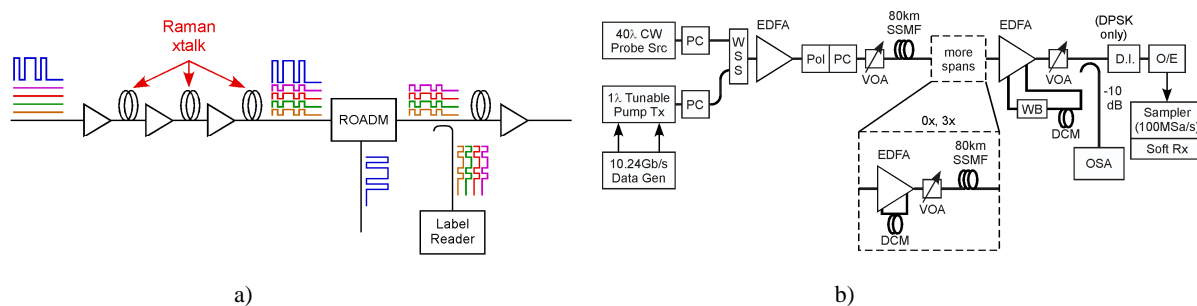 Raman
xtalk
ROADM
Label
Reader
a)
40λ CW
Probe Src
PC
1λ Tunable
Pump Tx
PC
10.24Gb/s
Data Gen
W
S
S
EDFA
Pol
PC
VOA
80km
SSMF
more
spans
0x, 3x
EDFA
80km
SSMF
VOA
DCM
EDFA
VOA
WB
DCM
(DPSK
only)
D.I.
O/E
-10
dB
OSA
Sampler
(100MSa/s)
Soft Rx
b)